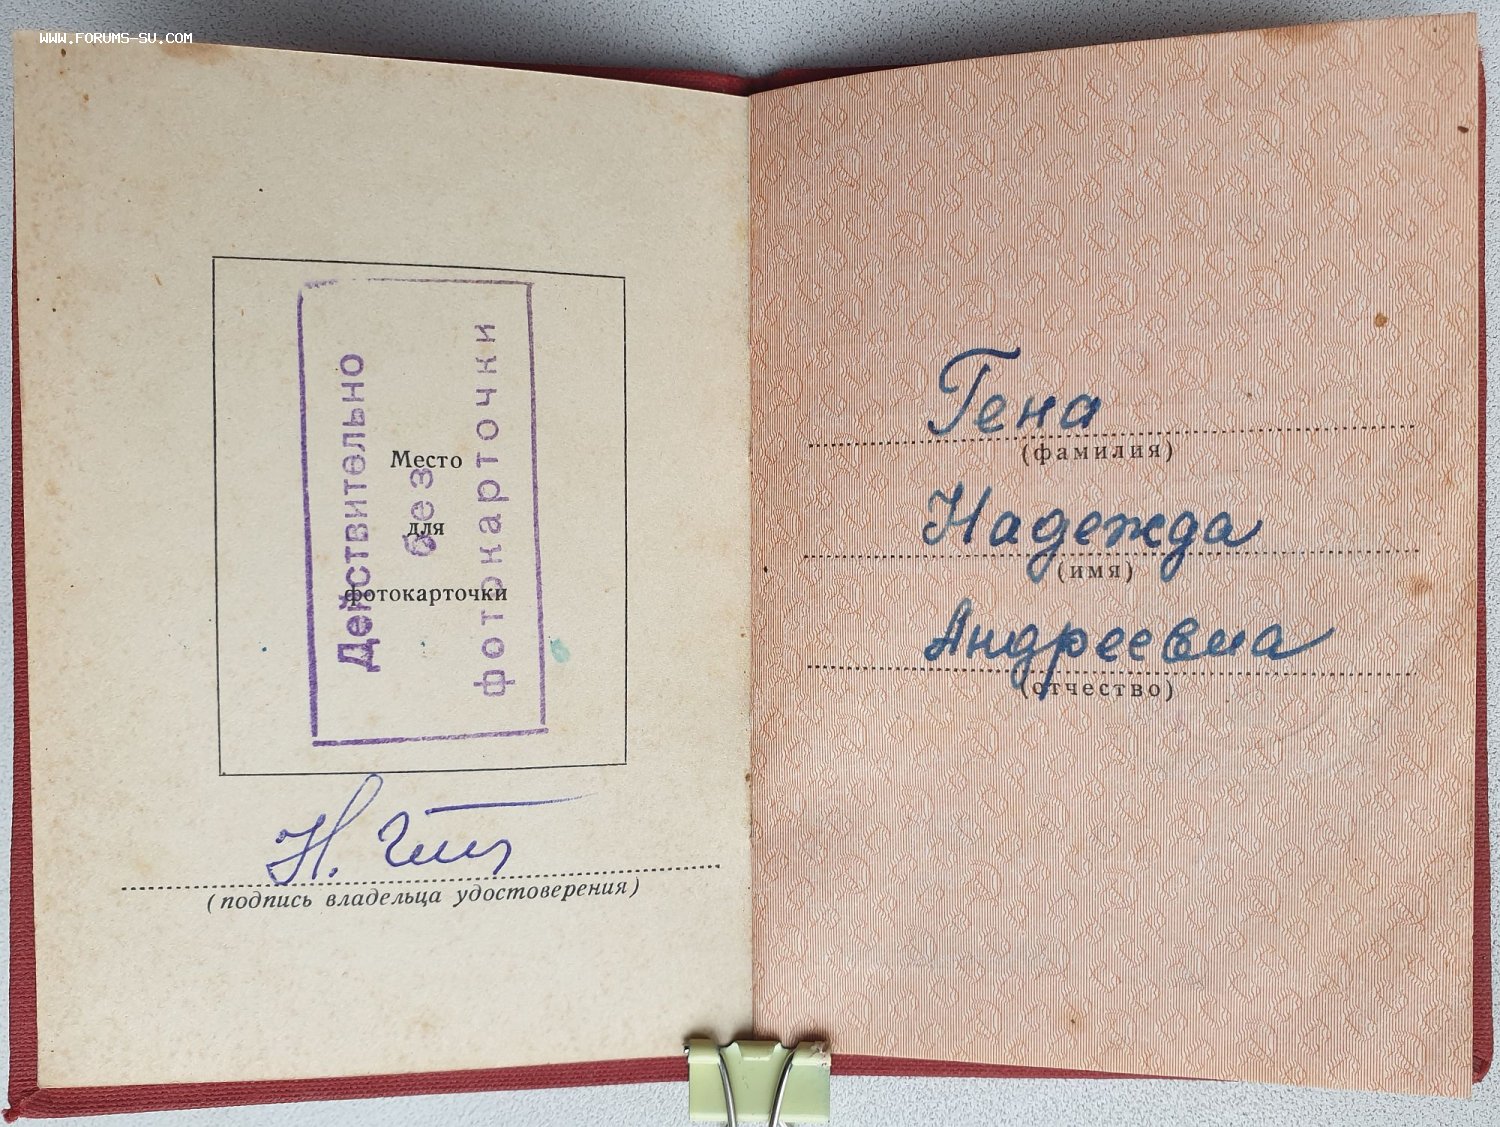 www.forums-su.com
Место
для
фотокарточки
Действительно
без
фотокарточки
(подпись владельца удостоверения)
Гена
(фамилия)
Надежда
(имя)
Андреевна
(отчество)